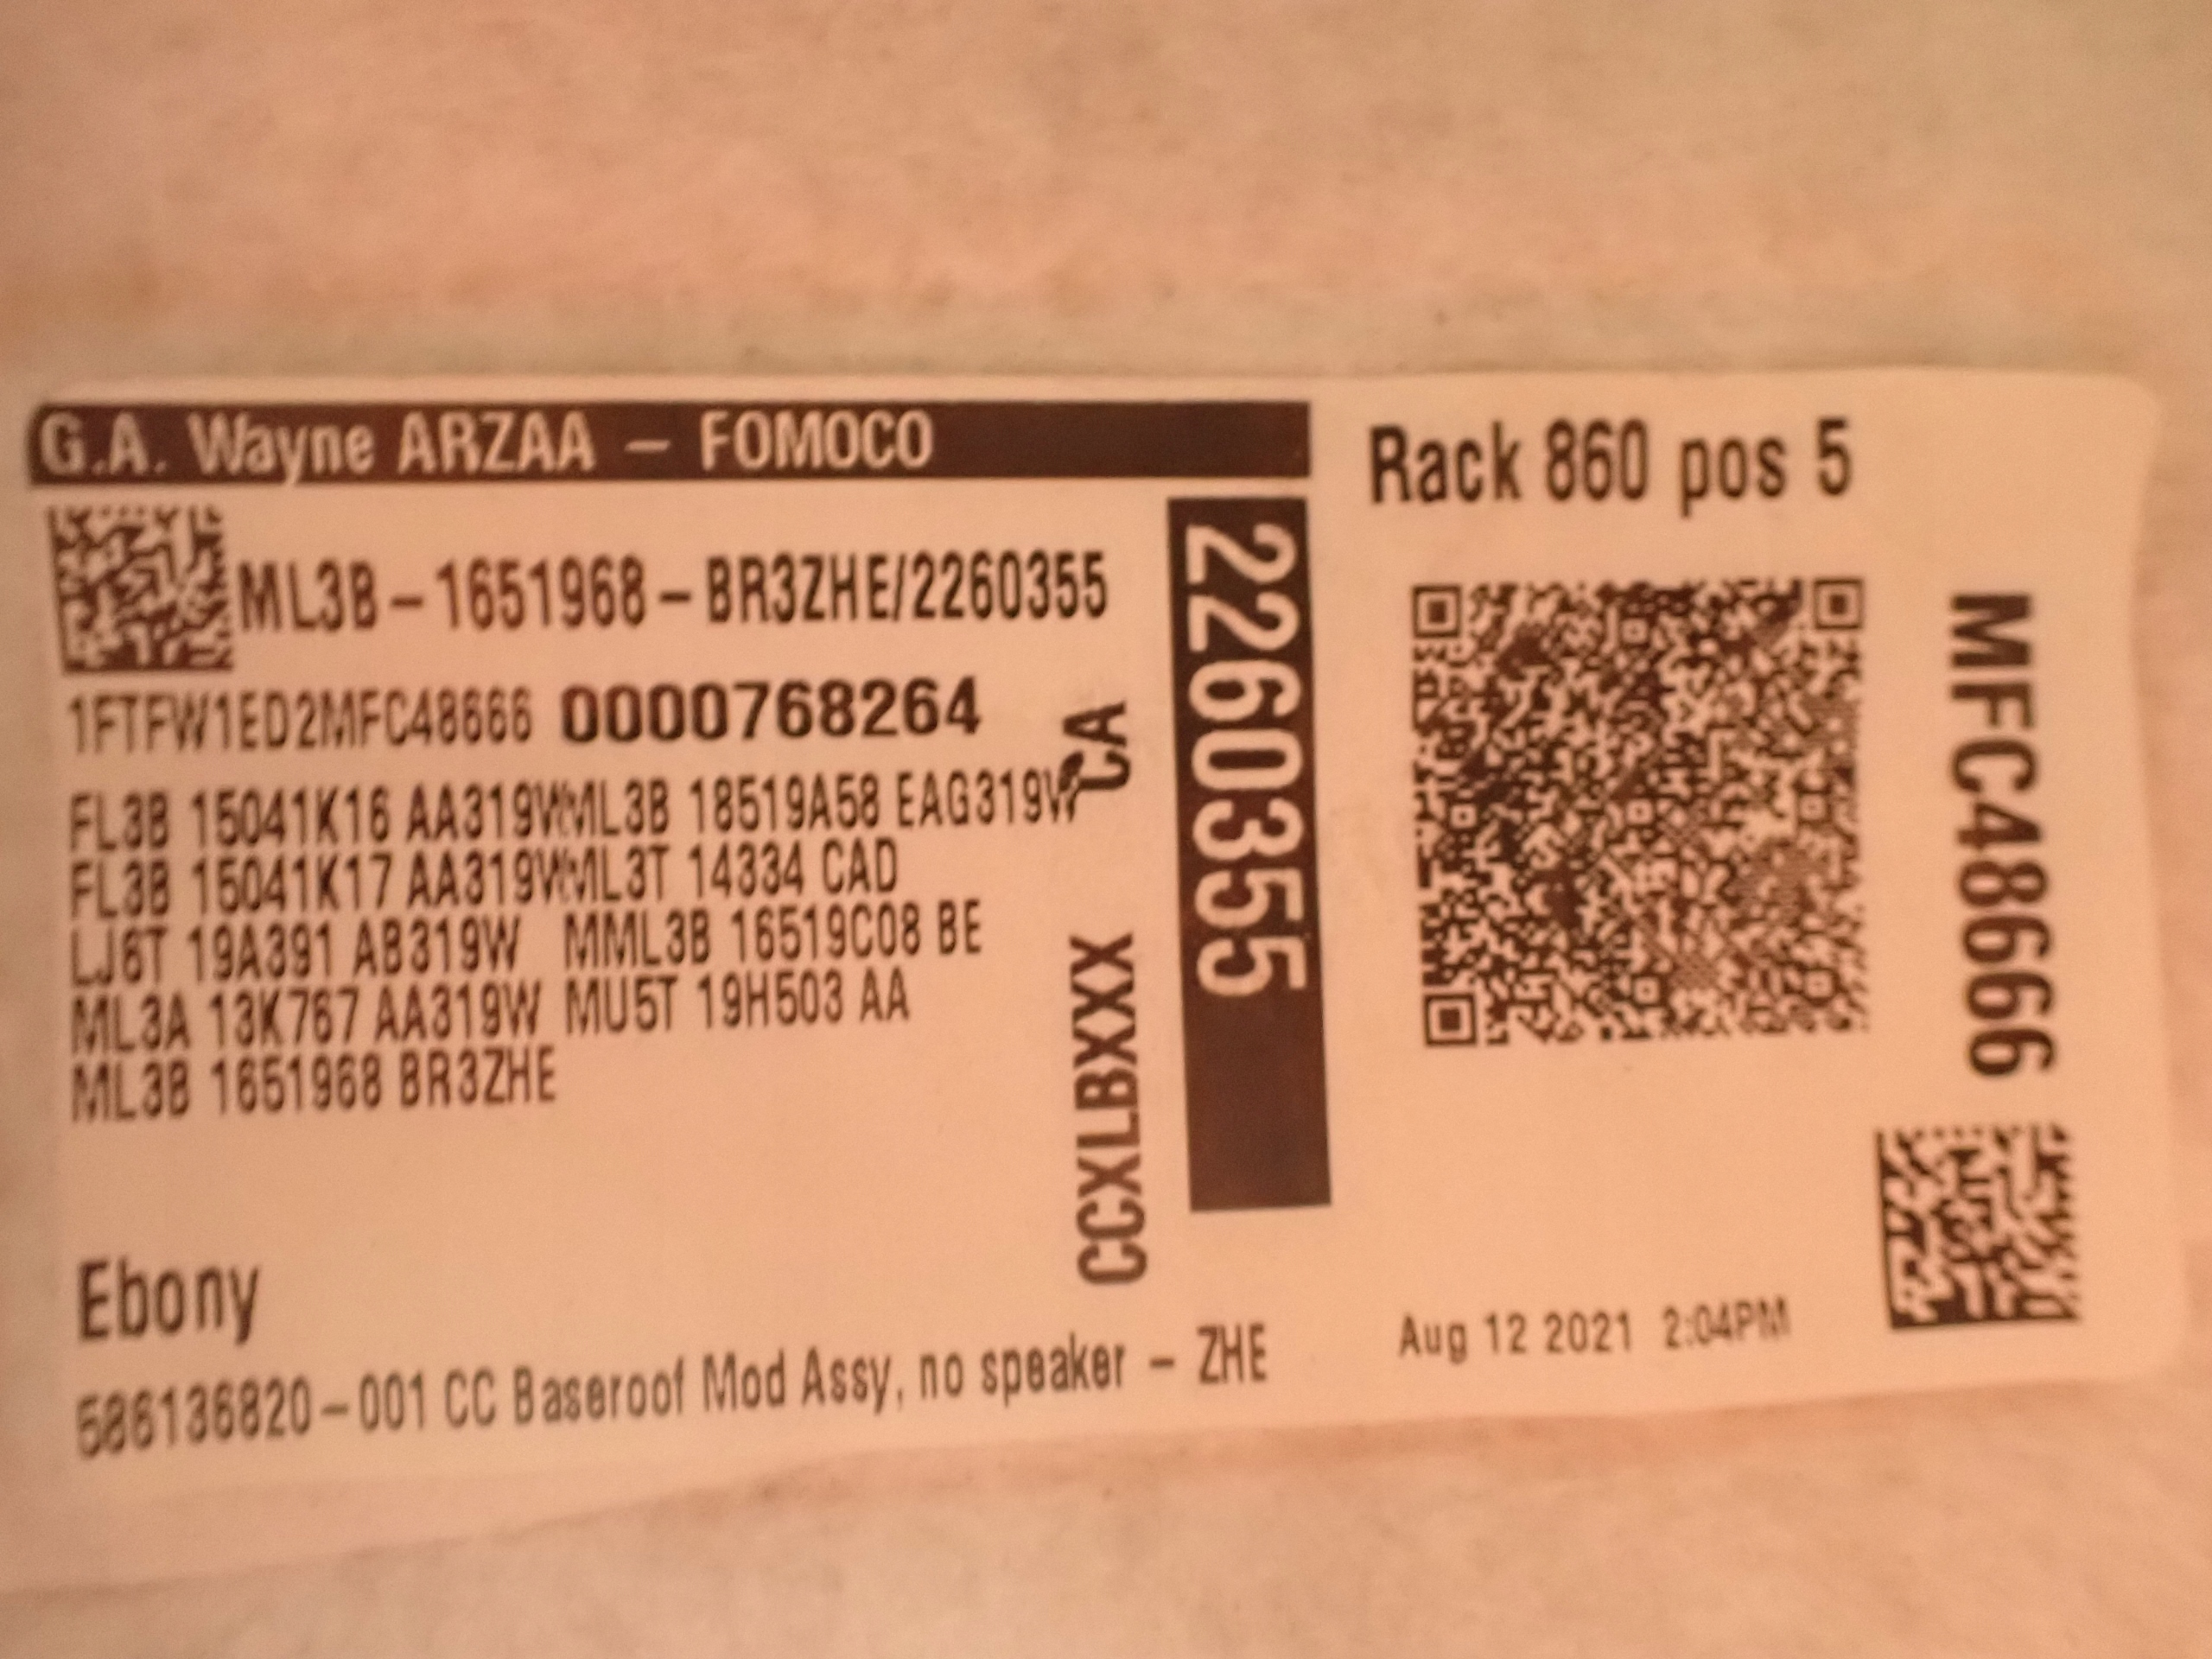 G.A. Wayne ARZAA – FOMOCO
Rack 860 pos 5
ML3B–1651968–BR3ZHE/2260355
2260355
MFC48666
1FTFW1ED2MFC48666 0000768264
CA
FL3B 15041K16 AA319W ML3B 18519A58 EAG319W
FL3B 15041K17 AA319W ML3T 14334 CAD
LJ6T 19A391 AB319W MML3B 16519C08 BE
ML3A 13K767 AA319W MU5T 19H503 AA
ML3B 1651968 BR3ZHE
CCXLBXXX
Ebony
586136820–001 CC Baseroof Mod Assy, no speaker – ZHE
Aug 12 2021 2:04PM